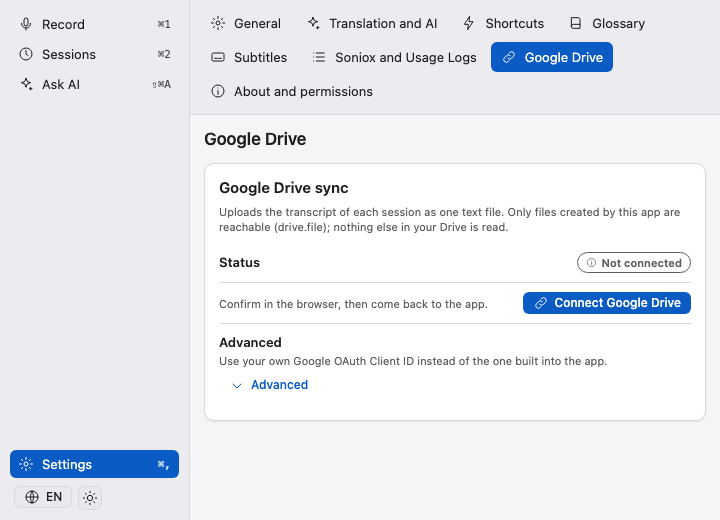 Record ⌘1
Sessions ⌘2
Ask AI ⇧⌘A
General Translation and AI Shortcuts Glossary
Subtitles Soniox and Usage Logs Google Drive
About and permissions
Google Drive
Google Drive sync
Uploads the transcript of each session as one text file. Only files created by this app are
reachable (drive.file); nothing else in your Drive is read.
Status Not connected
Confirm in the browser, then come back to the app. Connect Google Drive
Advanced
Use your own Google OAuth Client ID instead of the one built into the app.
Advanced
Settings ⌘,
EN